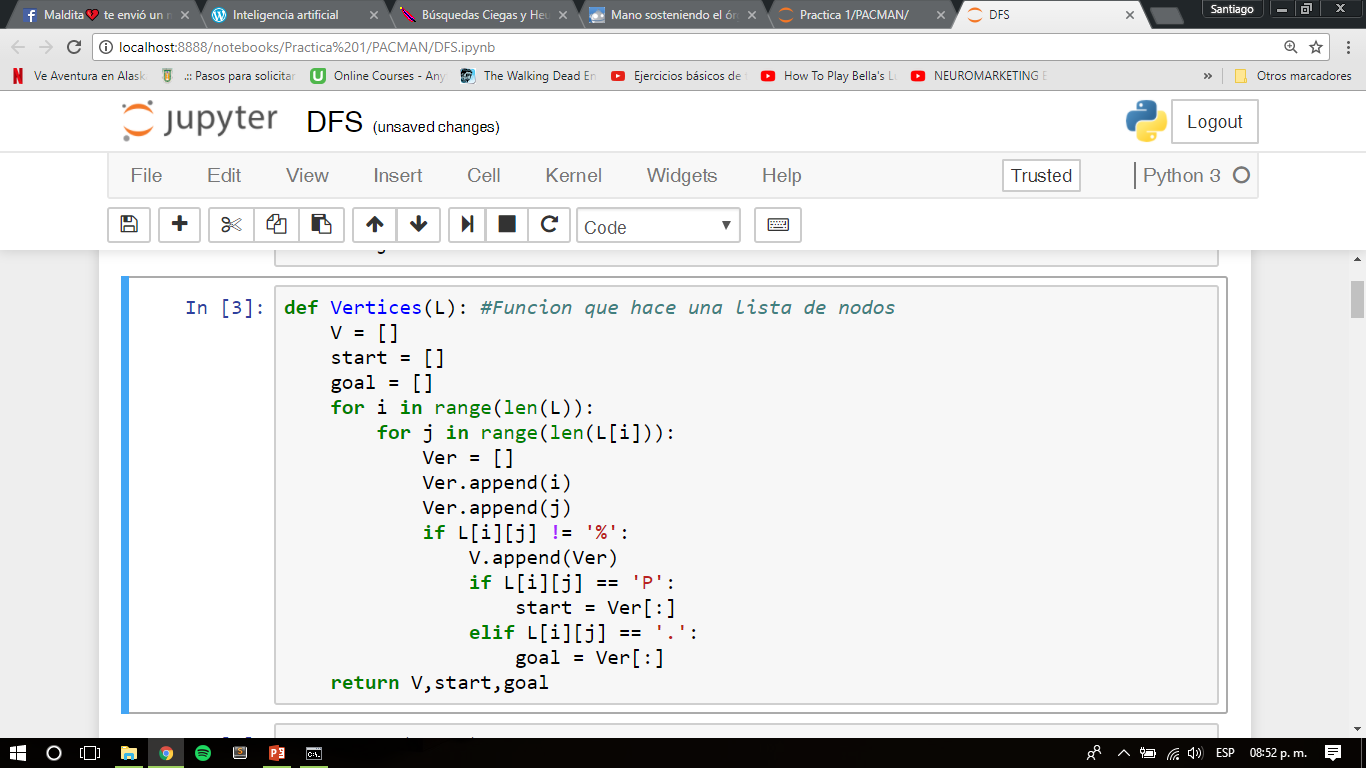 Maldita❤ te envió un m
Inteligencia artificial
Búsquedas Ciegas y Heu
Mano sosteniendo el ór
Practica 1/PACMAN/
DFS
Santiago
localhost:8888/notebooks/Practica%201/PACMAN/DFS.ipynb
Ve Aventura en Alask
.:: Pasos para solicitar
Online Courses - Any
The Walking Dead En
Ejercicios básicos de
How To Play Bella's Lu
NEUROMARKETING E
»
Otros marcadores
jupyter DFS (unsaved changes)
Logout
File Edit View Insert Cell Kernel Widgets Help
Trusted
Python 3
Code
In [3]:
def Vertices(L): #Funcion que hace una lista de nodos
    V = []
    start = []
    goal = []
    for i in range(len(L)):
        for j in range(len(L[i])):
            Ver = []
            Ver.append(i)
            Ver.append(j)
            if L[i][j] != '%':
                V.append(Ver)
                if L[i][j] == 'P':
                    start = Ver[:]
                elif L[i][j] == '.':
                    goal = Ver[:]
    return V,start,goal
ESP 08:52 p. m.